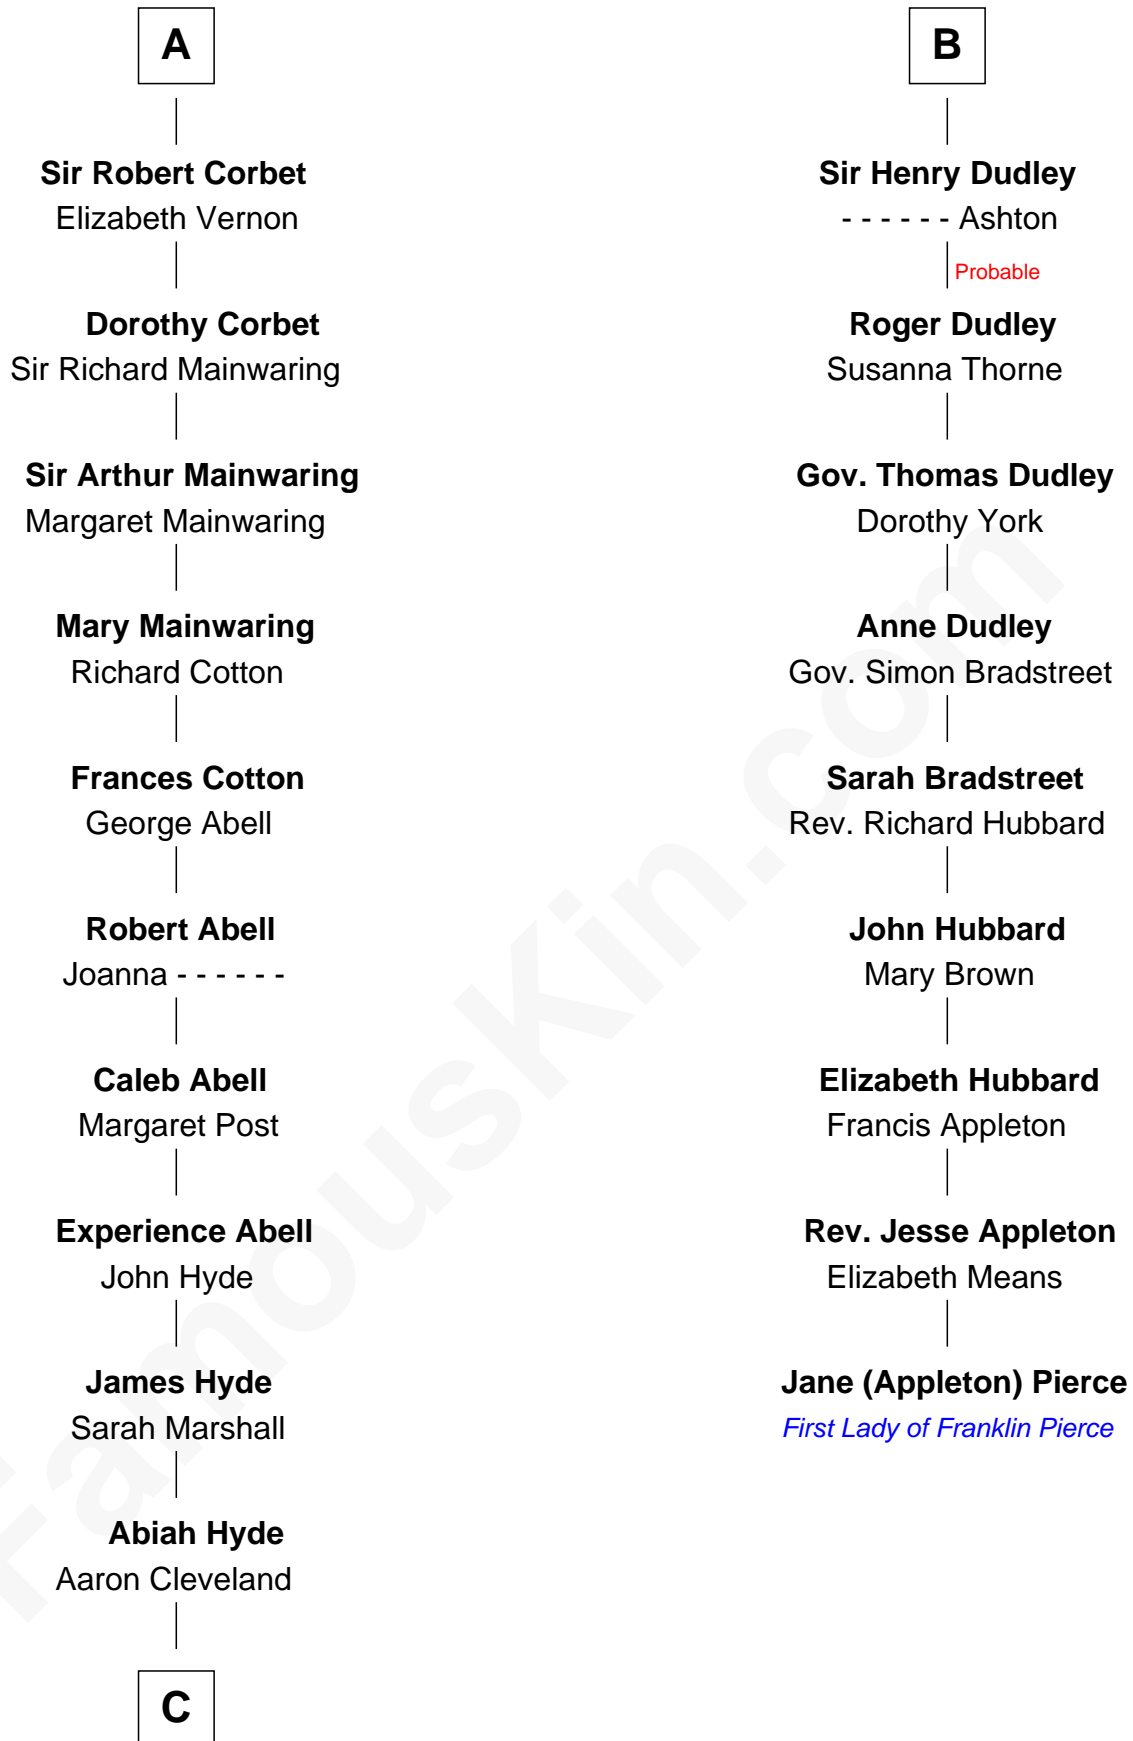 A
Sir Robert Corbet
Elizabeth Vernon
Dorothy Corbet
Sir Richard Mainwaring
Sir Arthur Mainwaring
Margaret Mainwaring
Mary Mainwaring
Richard Cotton
Frances Cotton
George Abell
Robert Abell
Joanna - - - - - -
Caleb Abell
Margaret Post
Experience Abell
John Hyde
James Hyde
Sarah Marshall
Abiah Hyde
Aaron Cleveland
C
B
Sir Henry Dudley
- - - - - - Ashton
Probable
Roger Dudley
Susanna Thorne
Gov. Thomas Dudley
Dorothy York
Anne Dudley
Gov. Simon Bradstreet
Sarah Bradstreet
Rev. Richard Hubbard
John Hubbard
Mary Brown
Elizabeth Hubbard
Francis Appleton
Rev. Jesse Appleton
Elizabeth Means
Jane (Appleton) Pierce
First Lady of Franklin Pierce
FamousKin.com